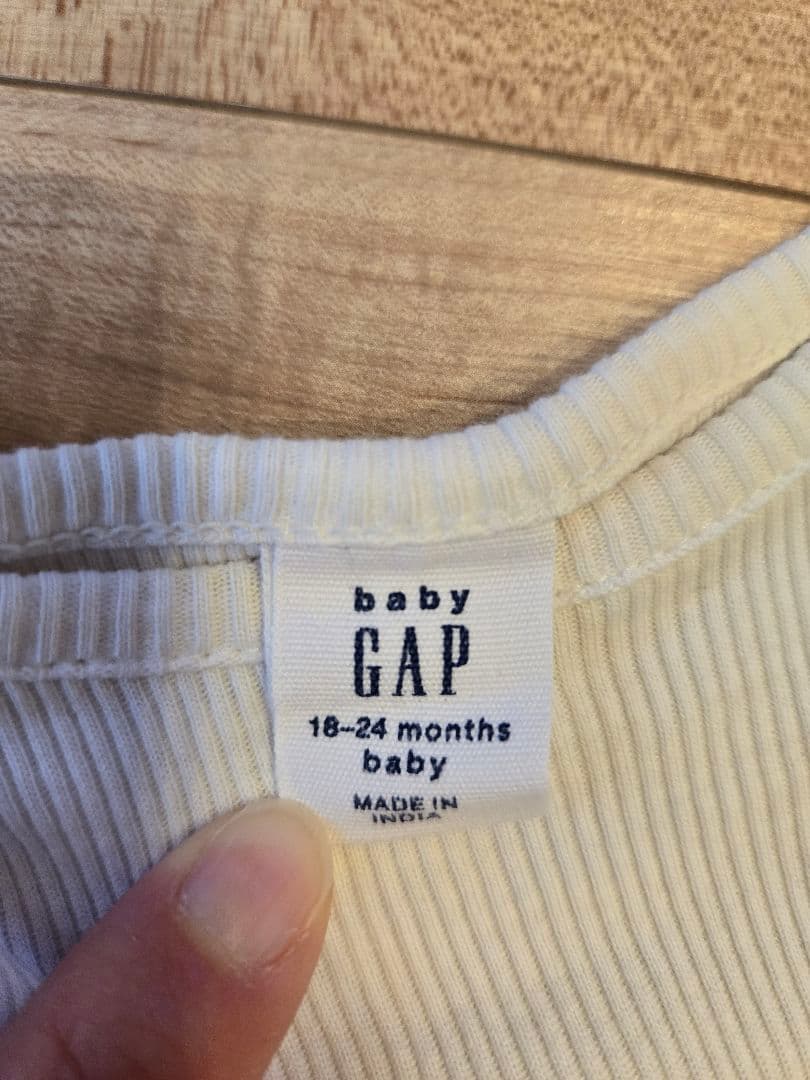 baby
GAP
18-24 months
baby
MADE IN
INDIA